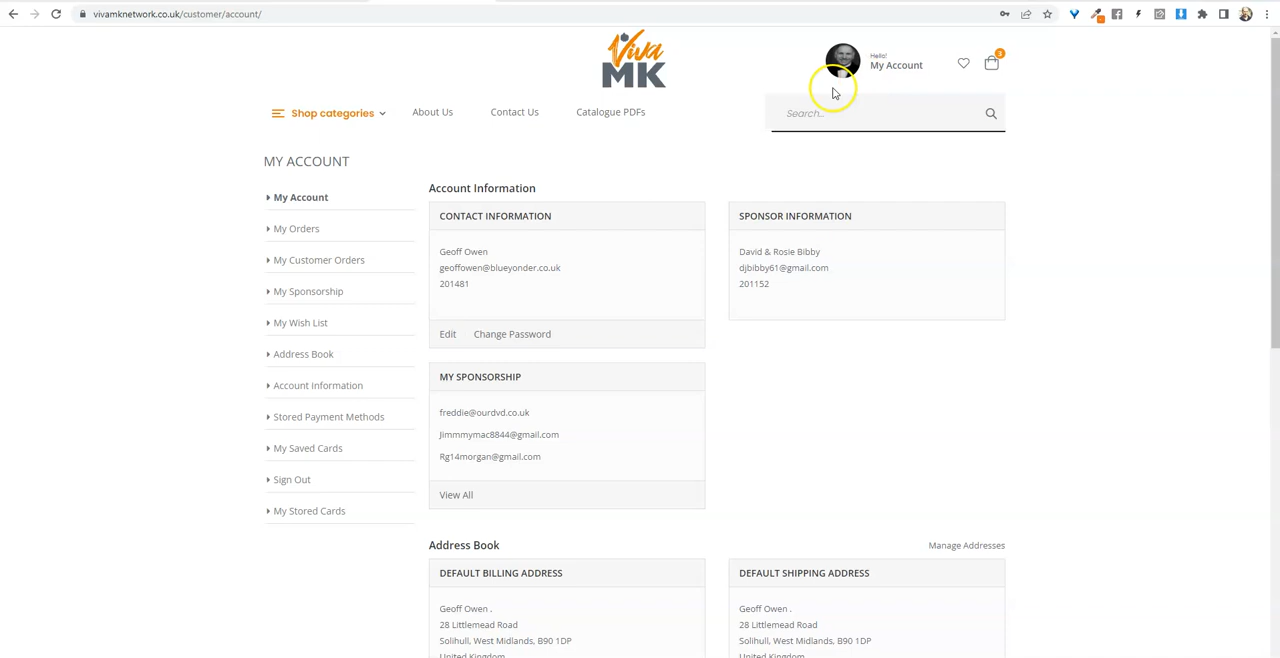 vivamknetwork.co.uk/customer/account/
Viva
MK
Hello!
My Account
3
Shop categories
About Us
Contact Us
Catalogue PDFs
Search...
MY ACCOUNT
My Account
My Orders
My Customer Orders
My Sponsorship
My Wish List
Address Book
Account Information
Stored Payment Methods
My Saved Cards
Sign Out
My Stored Cards
Account Information
CONTACT INFORMATION
Geoff Owen
geoffowen@blueyonder.co.uk
201481
Edit Change Password
SPONSOR INFORMATION
David & Rosie Bibby
djbibby61@gmail.com
201152
MY SPONSORSHIP
freddie@ourdvd.co.uk
Jimmmymac8844@gmail.com
Rg14morgan@gmail.com
View All
Address Book
Manage Addresses
DEFAULT BILLING ADDRESS
Geoff Owen .
28 Littlemead Road
Solihull, West Midlands, B90 1DP
United Kingdom
DEFAULT SHIPPING ADDRESS
Geoff Owen .
28 Littlemead Road
Solihull, West Midlands, B90 1DP
United Kingdom